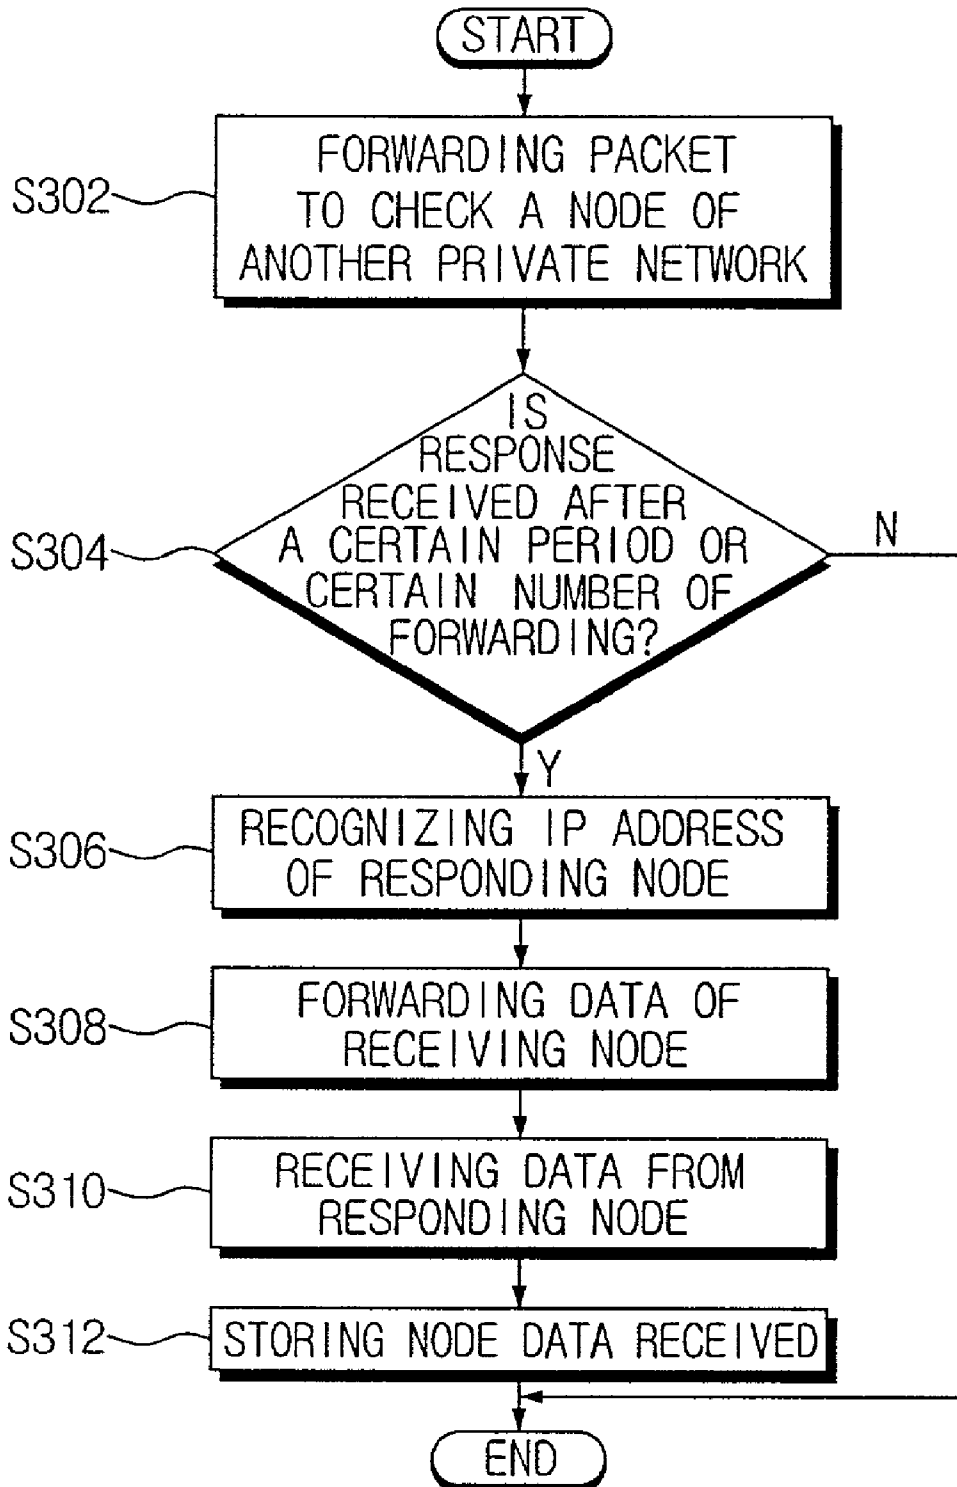 START
S302
FORWARDING PACKET
TO CHECK A NODE OF
ANOTHER PRIVATE NETWORK
S304
IS
RESPONSE
RECEIVED AFTER
A CERTAIN PERIOD OR
CERTAIN NUMBER OF
FORWARDING?
N
Y
S306
RECOGNIZING IP ADDRESS
OF RESPONDING NODE
S308
FORWARDING DATA OF
RECEIVING NODE
S310
RECEIVING DATA FROM
RESPONDING NODE
S312
STORING NODE DATA RECEIVED
END